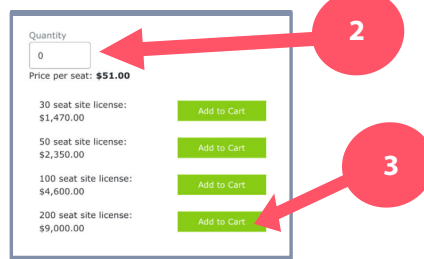 2
Quantity
0
Price per seat: $51.00
30 seat site license:
$1,470.00
Add to Cart
50 seat site license:
$2,350.00
Add to Cart
3
100 seat site license:
$4,600.00
Add to Cart
200 seat site license:
$9,000.00
Add to Cart